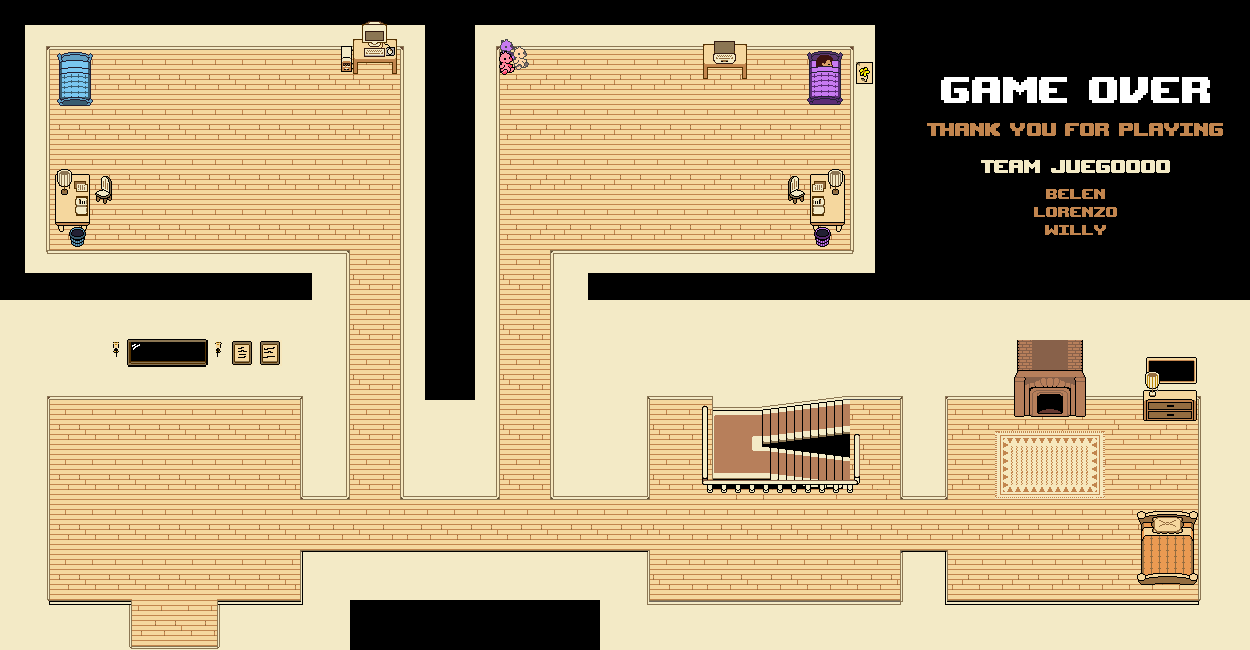 GAME OVER
THANK YOU FOR PLAYING
TEAM JUEGOOOO
BELEN
LORENZO
WILLY